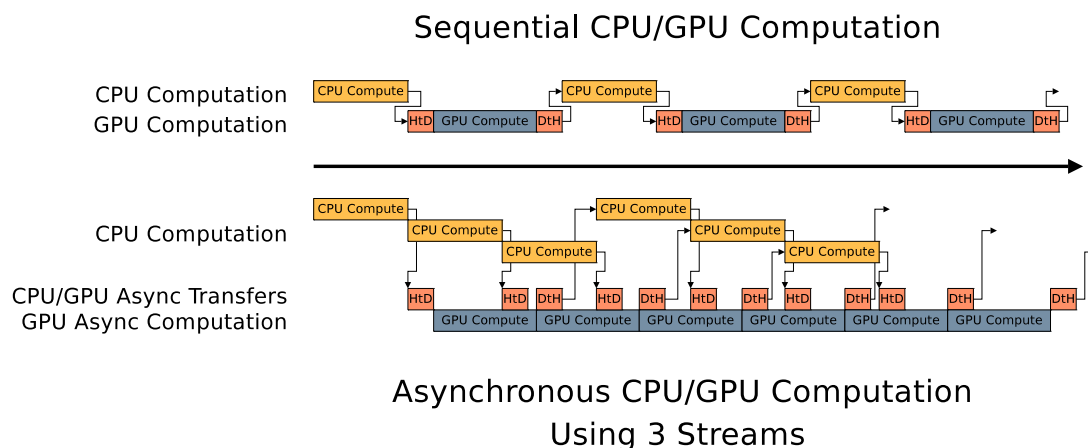 Sequential CPU/GPU Computation
CPU Computation CPU Compute CPU Compute CPU Compute
GPU Computation HtD GPU Compute DtH HtD GPU Compute DtH HtD GPU Compute DtH
CPU Compute CPU Compute
CPU Computation CPU Compute CPU Compute
CPU Compute CPU Compute
CPU/GPU Async Transfers HtD HtD DtH HtD DtH HtD DtH HtD DtH HtD DtH DtH
GPU Async Computation GPU Compute GPU Compute GPU Compute GPU Compute GPU Compute GPU Compute
Asynchronous CPU/GPU Computation
Using 3 Streams